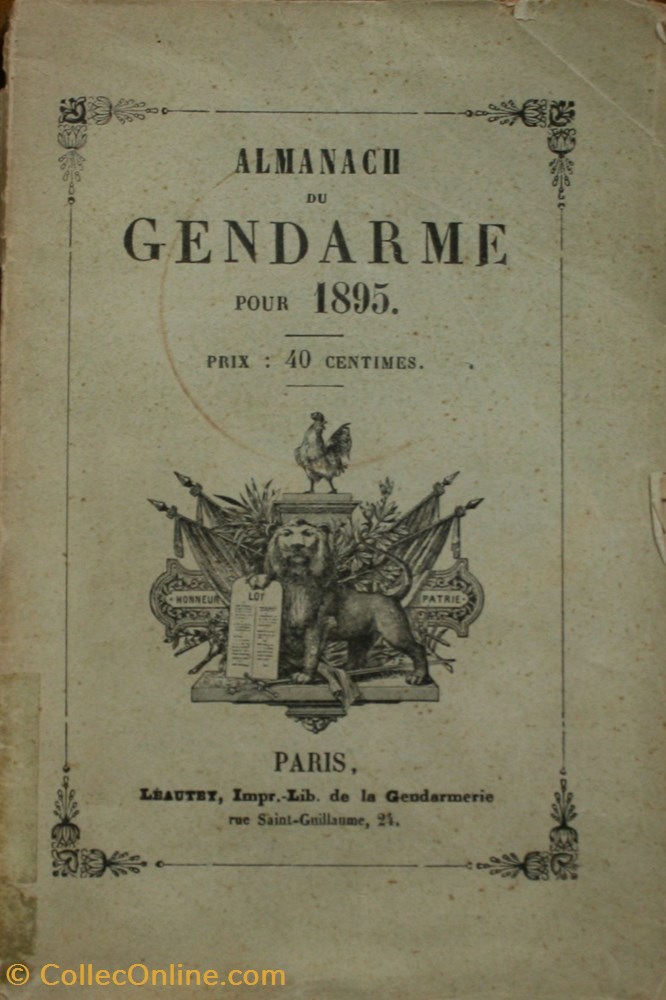 ALMANACH
DU
GENDARME
POUR 1895.
PRIX : 40 CENTIMES.
HONNEUR
LOI
PATRIE
PARIS,
LÉAUTEY, Impr.-Lib. de la Gendarmerie
rue Saint-Guillaume, 24.
© CollecOnline.com